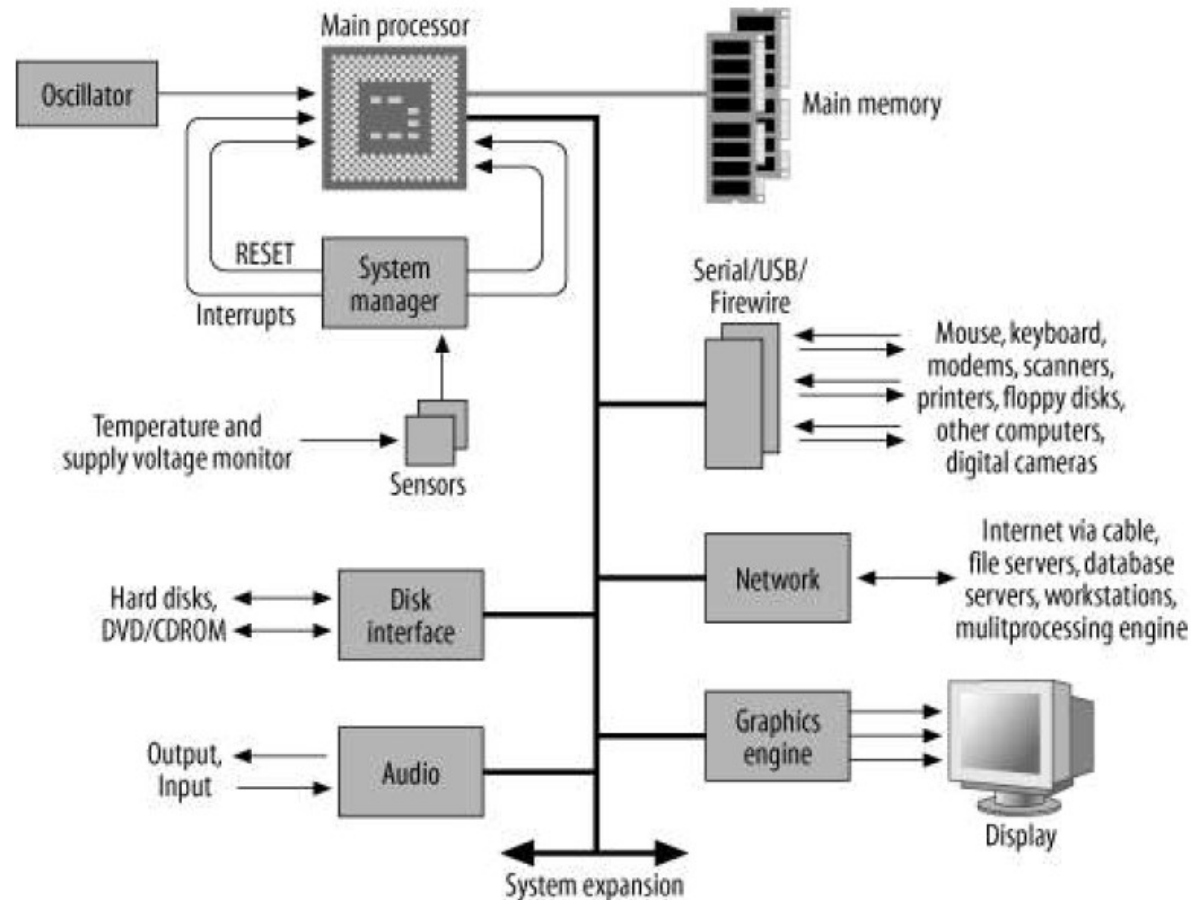 Main processor
Oscillator
Main memory
RESET
System
manager
Interrupts
Serial/USB/
Firewire
Mouse, keyboard,
modems, scanners,
printers, floppy disks,
other computers,
digital cameras
Temperature and
supply voltage monitor
Sensors
Internet via cable,
file servers, database
servers, workstations,
mulitprocessing engine
Network
Hard disks,
DVD/CDROM
Disk
interface
Graphics
engine
Output,
Input
Audio
Display
System expansion